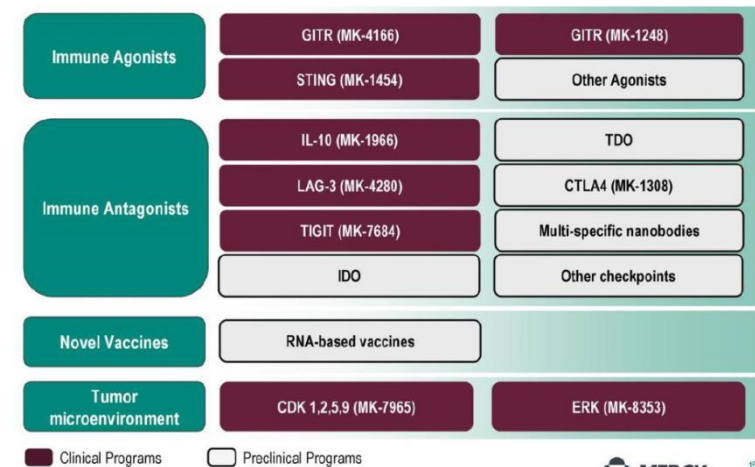 Immune Agonists
GITR (MK-4166)
GITR (MK-1248)
STING (MK-1454)
Other Agonists
Immune Antagonists
IL-10 (MK-1966)
TDO
LAG-3 (MK-4280)
CTLA4 (MK-1308)
TIGIT (MK-7684)
Multi-specific nanobodies
IDO
Other checkpoints
Novel Vaccines
RNA-based vaccines
Tumor
microenvironment
CDK 1,2,5,9 (MK-7965)
ERK (MK-8353)
Clinical Programs
Preclinical Programs
MERCK